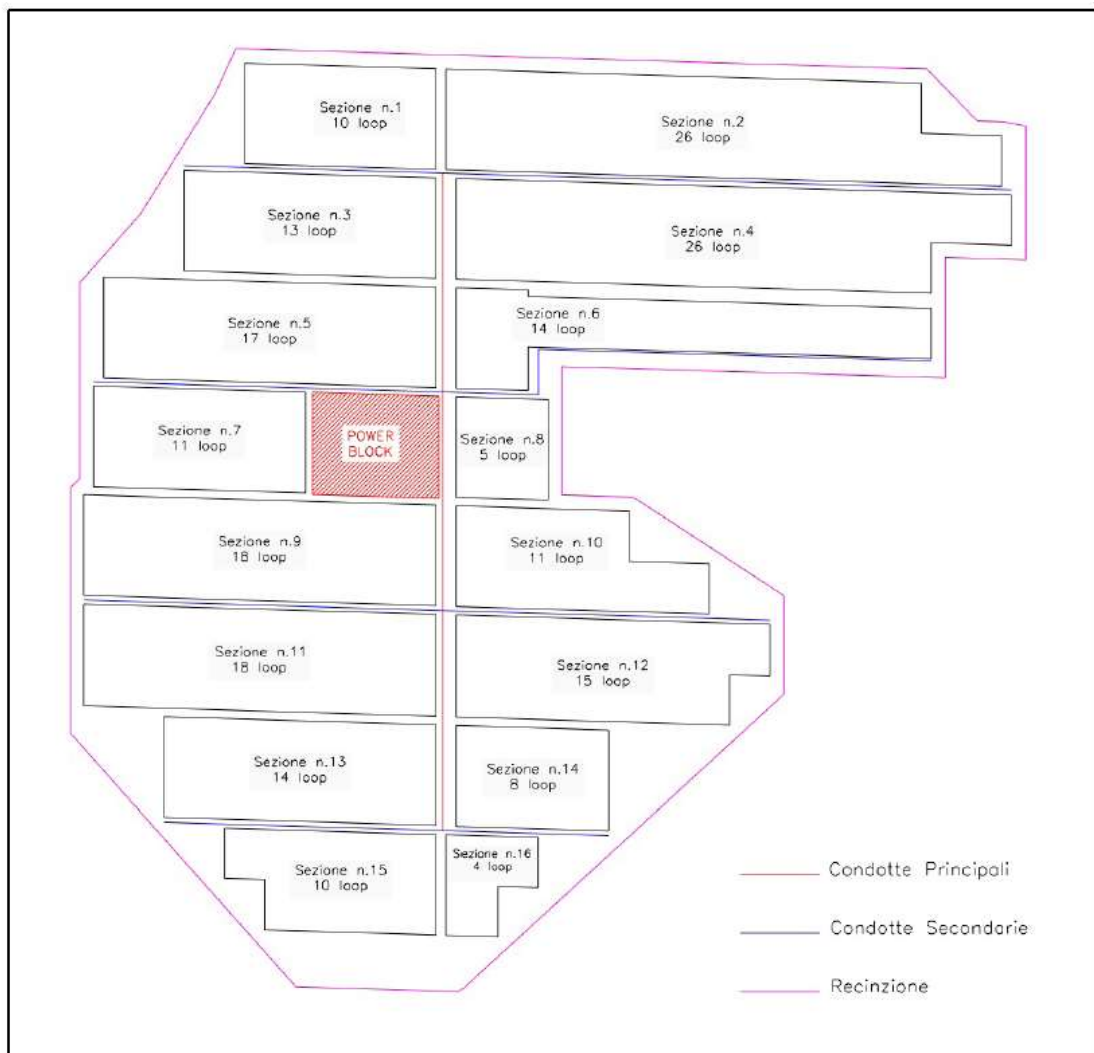 Sezione n.1
10 loop
Sezione n.2
26 loop
Sezione n.3
13 loop
Sezione n.4
26 loop
Sezione n.5
17 loop
Sezione n.6
14 loop
Sezione n.7
11 loop
POWER
BLOCK
Sezione n.8
5 loop
Sezione n.9
18 loop
Sezione n.10
11 loop
Sezione n.11
18 loop
Sezione n.12
15 loop
Sezione n.13
14 loop
Sezione n.14
8 loop
Sezione n.15
10 loop
Sezione n.16
4 loop
Condotte Principali
Condotte Secondarie
Recinzione